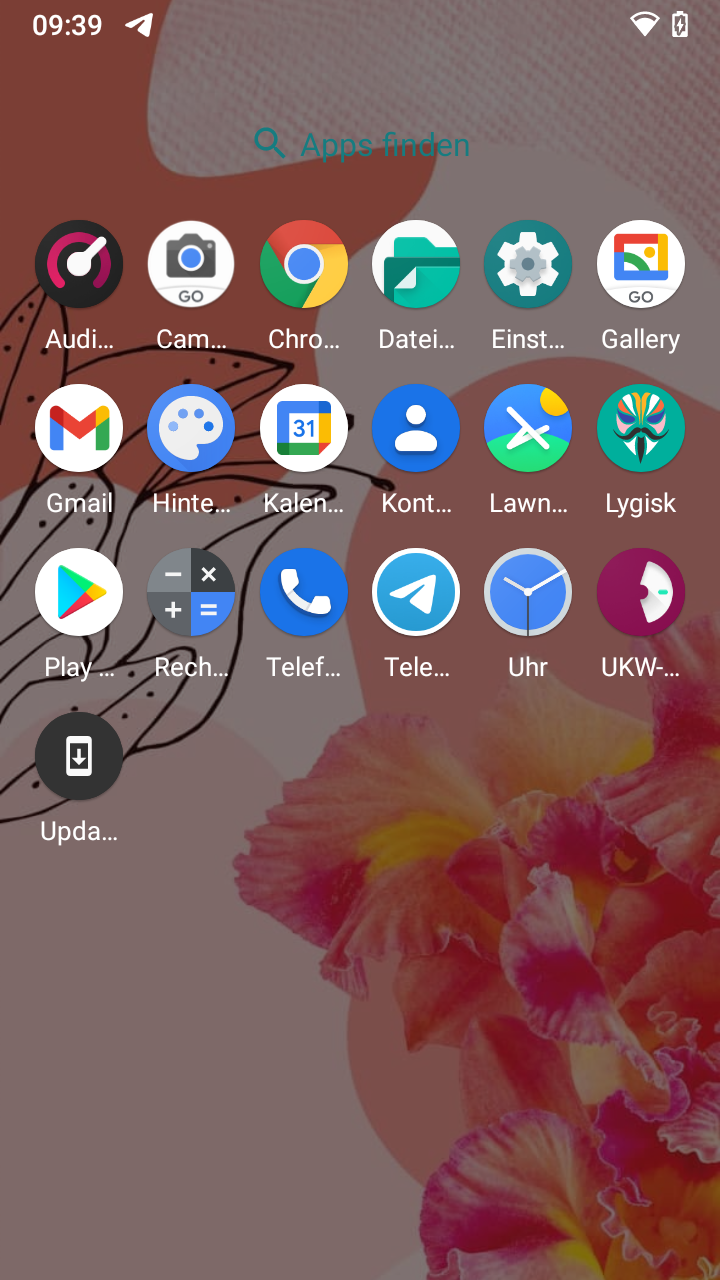 09:39
Apps finden
Audi… Cam… Chro… Datei… Einst… Gallery
GO GO
31
Gmail Hinte… Kalen… Kont… Lawn… Lygisk
Play … Rech… Telef… Tele… Uhr UKW-…
Upda…